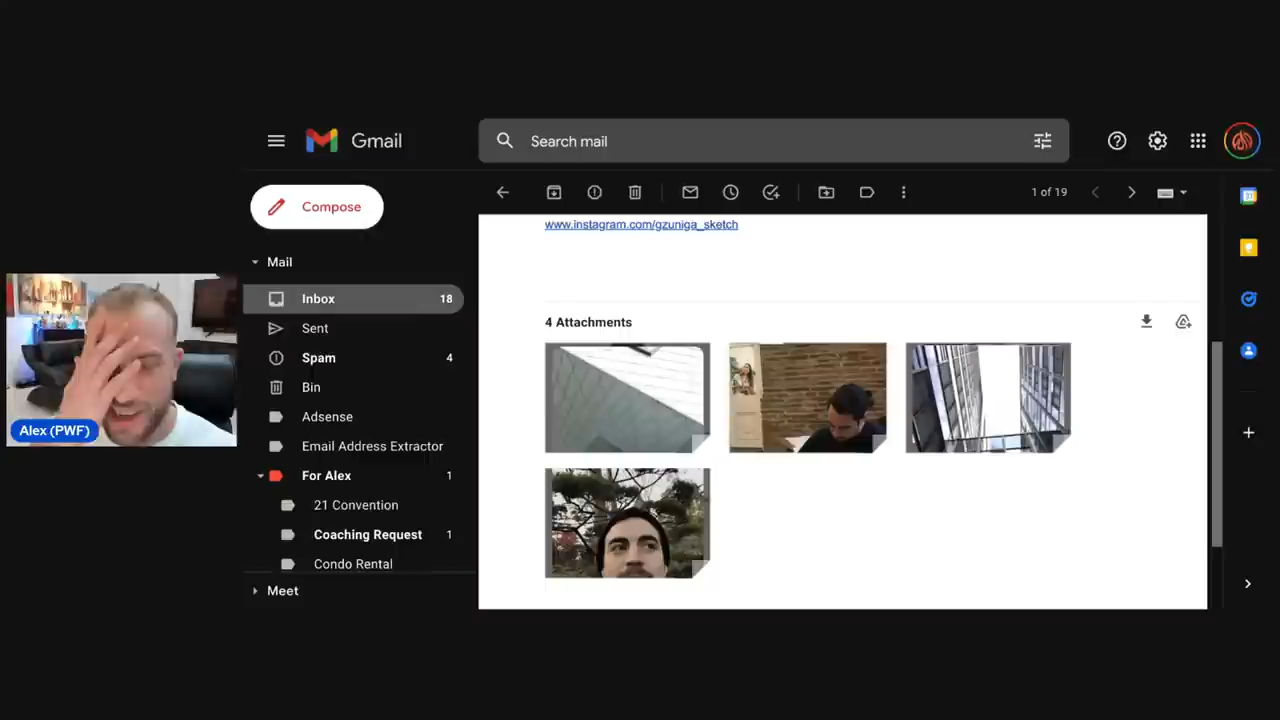 Gmail
Search mail
Compose
1 of 19
www.instagram.com/gzuniga_sketch
Mail
Inbox 18
Sent
4 Attachments
Spam 4
Bin
Adsense
Alex (PWF)
Email Address Extractor
For Alex 1
21 Convention
Coaching Request 1
Condo Rental
Meet